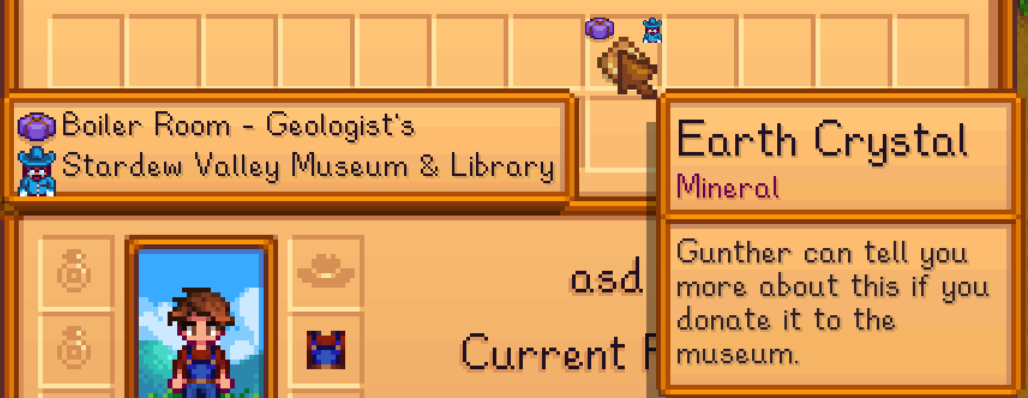 Boiler Room - Geologist's
Stardew Valley Museum & Library
Earth Crystal
Mineral
Gunther can tell you
more about this if you
donate it to the
museum.
asd
Current